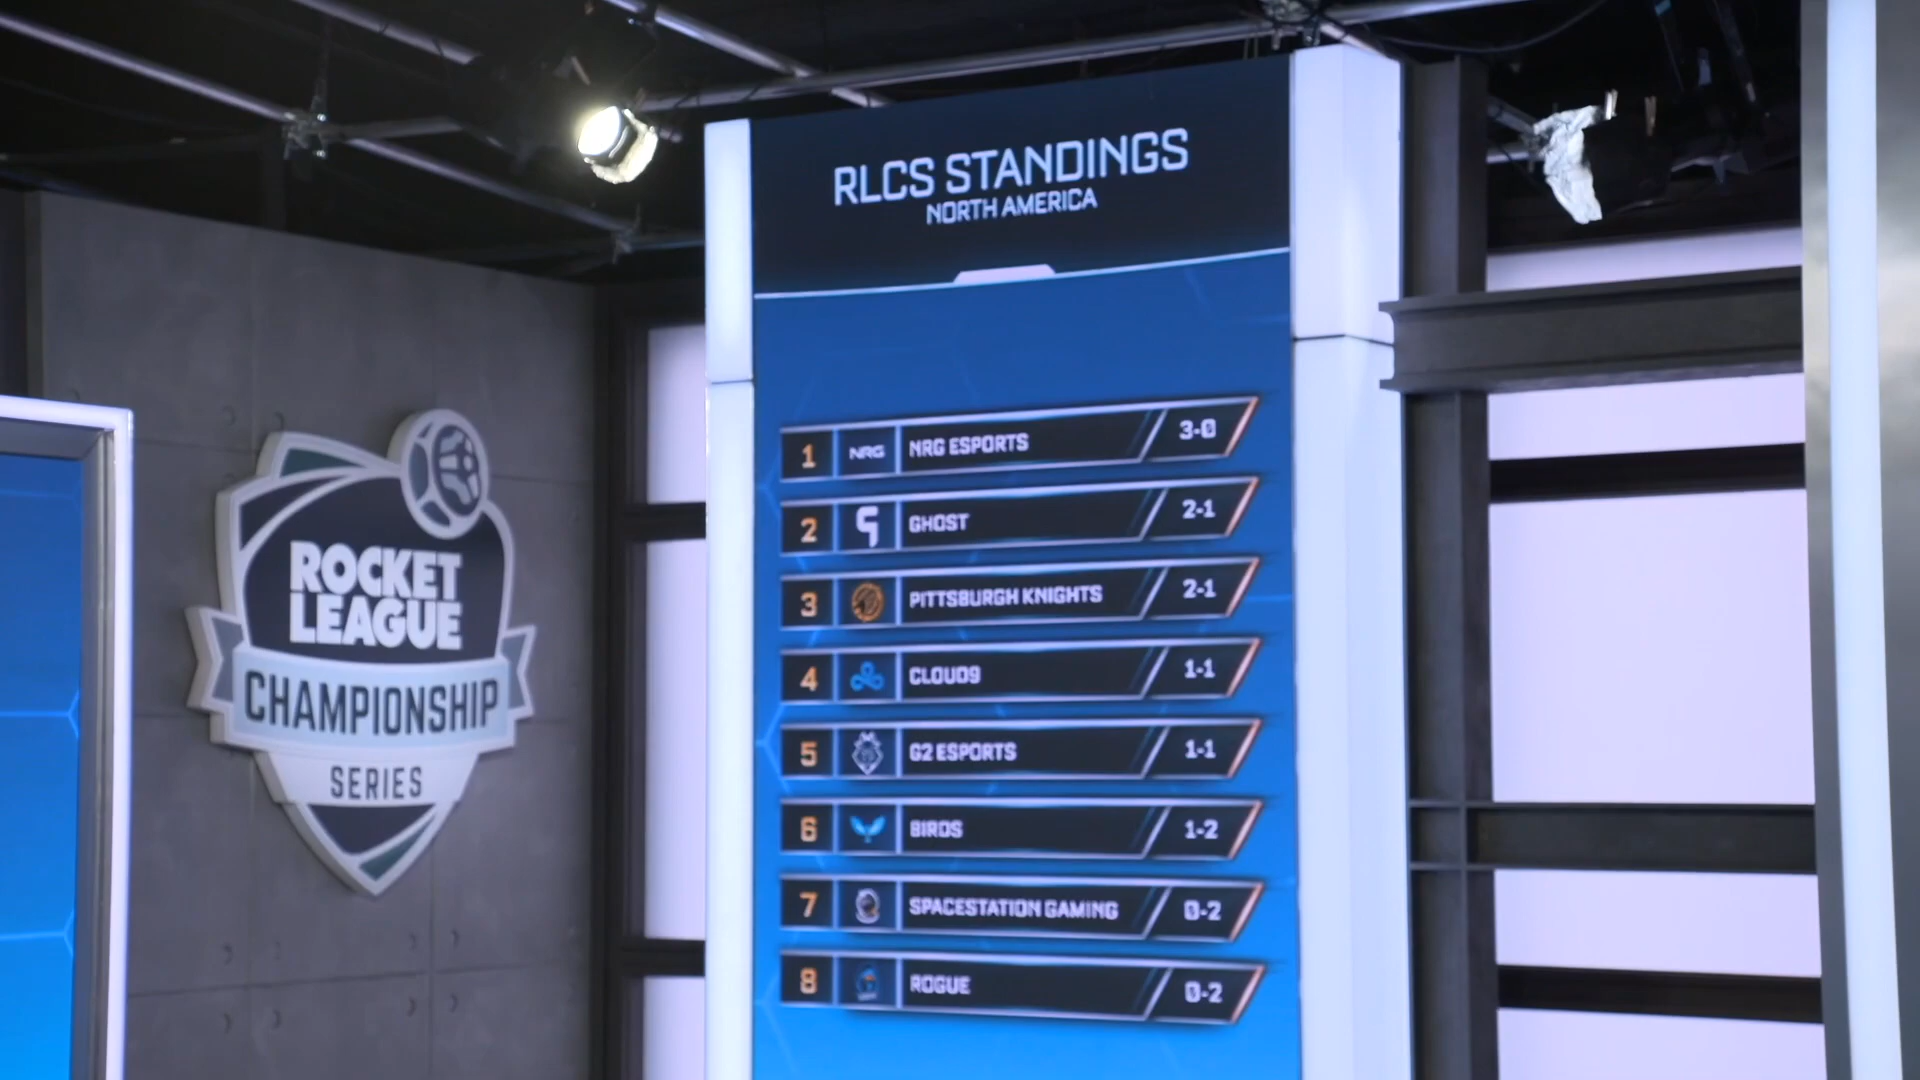 ROCKET
LEAGUE
CHAMPIONSHIP
SERIES
RLCS STANDINGS
NORTH AMERICA
1 NRG NRG ESPORTS 3-0
2 GHOST 2-1
3 PITTSBURGH KNIGHTS 2-1
4 CLOUD9 1-1
5 G2 ESPORTS 1-1
6 BIRDS 1-2
7 SPACESTATION GAMING 0-2
8 ROGUE 0-2